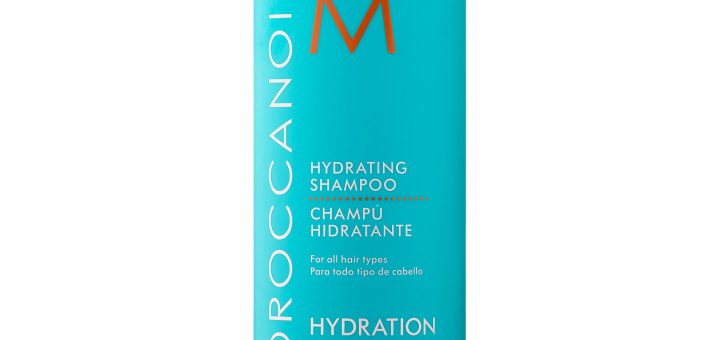 M
OROCCANOI
HYDRATING
SHAMPOO
CHAMPÚ
HIDRATANTE
For all hair types
Para todo tipo de cabello
HYDRATION